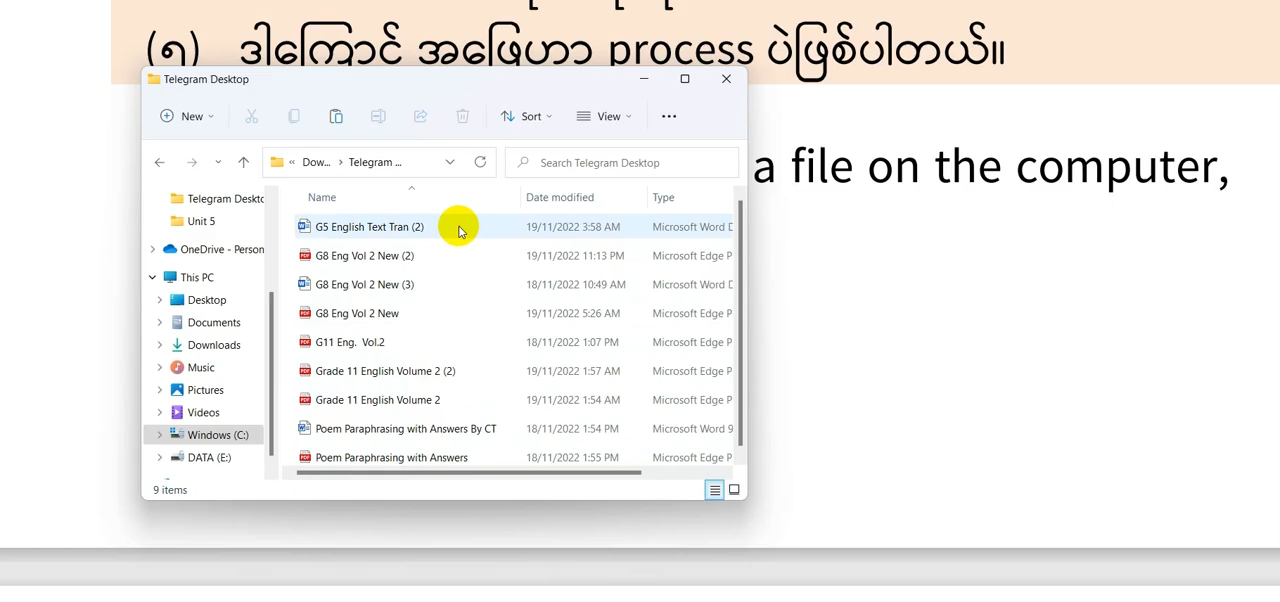 (၅) ဒါကြောင့် အဖြေဟာ process ပဲဖြစ်ပါတယ်။
Telegram Desktop
New
Sort
View
Dow...
Telegram ...
Search Telegram Desktop
a file on the computer,
Name
Date modified
Type
Telegram Deskto
Unit 5
OneDrive - Person
This PC
Desktop
Documents
Downloads
Music
Pictures
Videos
Windows (C:)
DATA (E:)
G5 English Text Tran (2) 19/11/2022 3:58 AM Microsoft Word D
G8 Eng Vol 2 New (2) 19/11/2022 11:13 PM Microsoft Edge P
G8 Eng Vol 2 New (3) 18/11/2022 10:49 AM Microsoft Word D
G8 Eng Vol 2 New 19/11/2022 5:26 AM Microsoft Edge P
G11 Eng. Vol.2 18/11/2022 1:07 PM Microsoft Edge P
Grade 11 English Volume 2 (2) 19/11/2022 1:57 AM Microsoft Edge P
Grade 11 English Volume 2 19/11/2022 1:54 AM Microsoft Edge P
Poem Paraphrasing with Answers By CT 18/11/2022 1:54 PM Microsoft Word 9
Poem Paraphrasing with Answers 18/11/2022 1:55 PM Microsoft Edge P
9 items